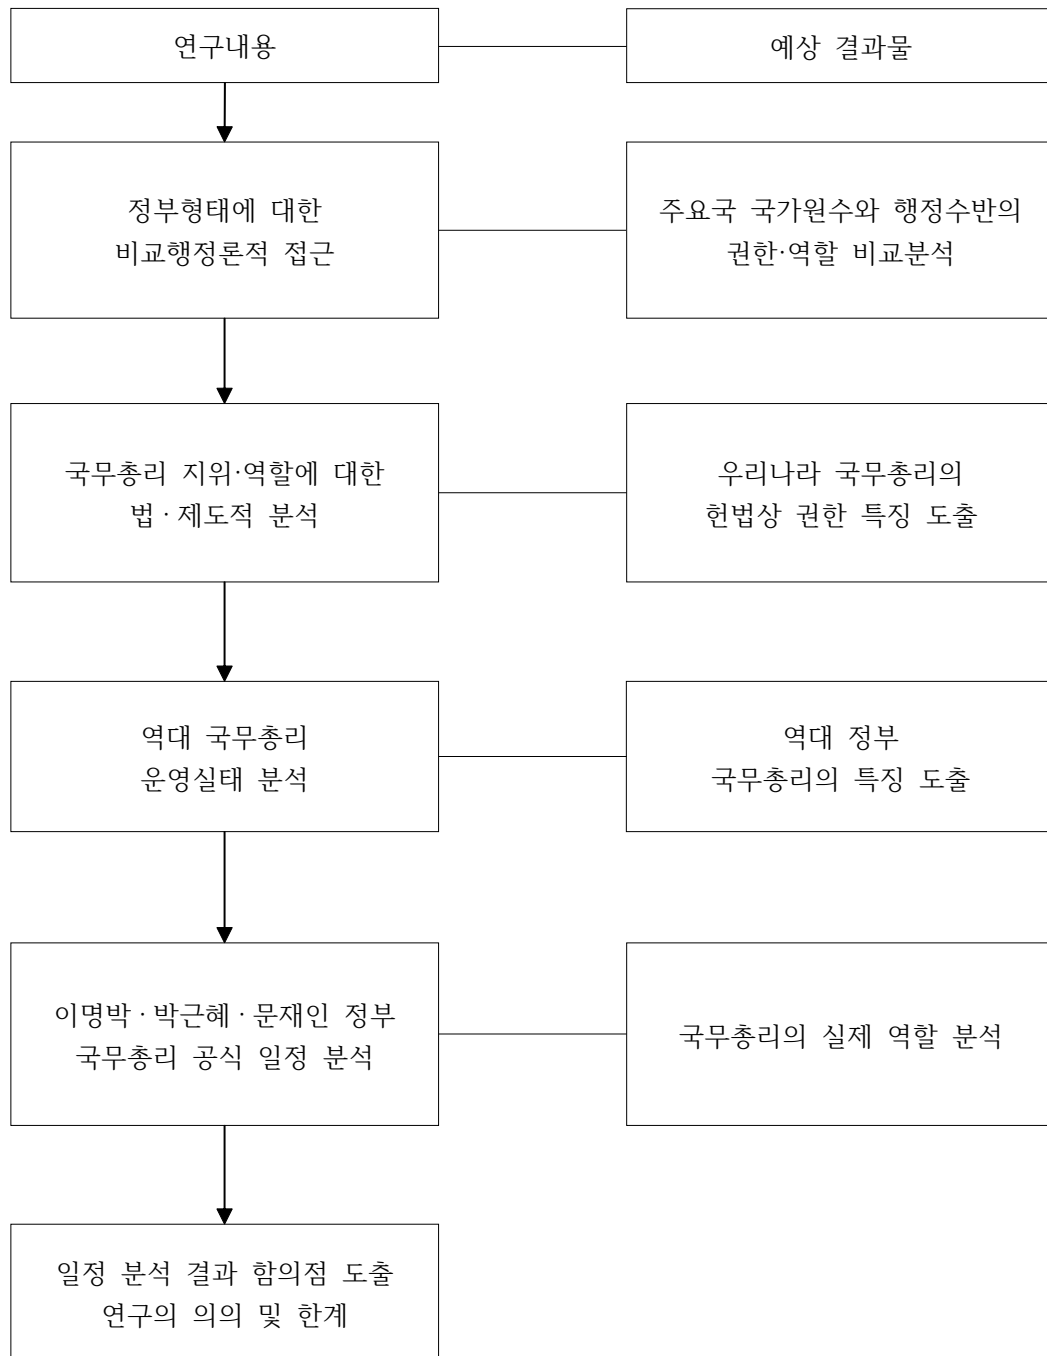 연구내용
예상 결과물
정부형태에 대한
비교행정론적 접근
주요국 국가원수와 행정수반의
권한·역할 비교분석
국무총리 지위·역할에 대한
법·제도적 분석
우리나라 국무총리의
헌법상 권한 특징 도출
역대 국무총리
운영실태 분석
역대 정부
국무총리의 특징 도출
이명박·박근혜·문재인 정부
국무총리 공식 일정 분석
국무총리의 실제 역할 분석
일정 분석 결과 함의점 도출
연구의 의의 및 한계